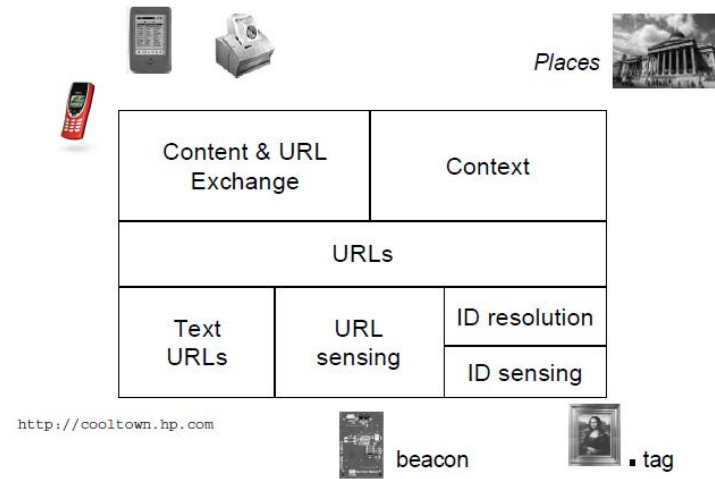 Places
Content & URL
Exchange
Context
URLs
Text
URLs
URL
sensing
ID resolution
ID sensing
http://cooltown.hp.com
beacon
tag